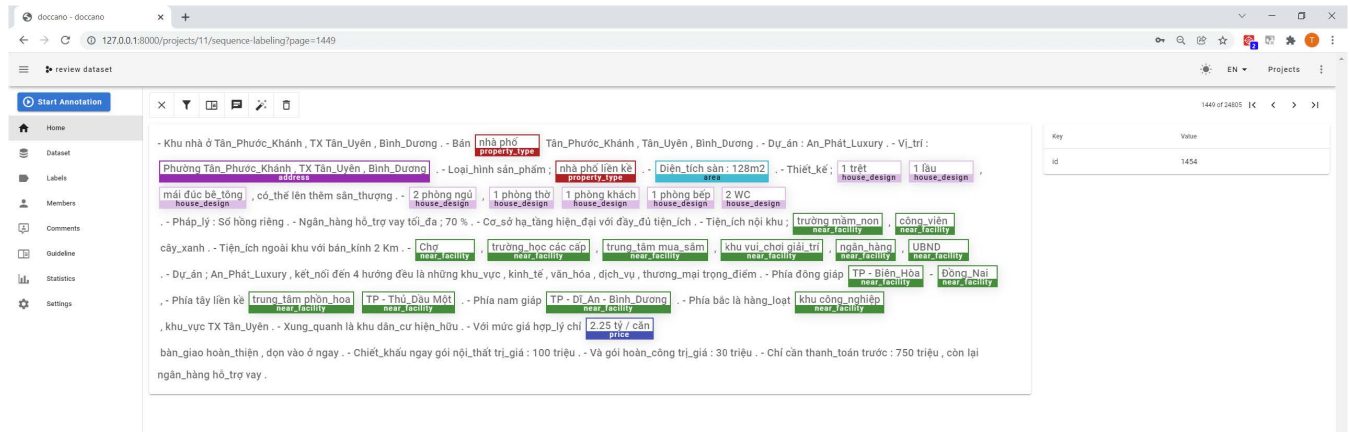 doccano - doccano
127.0.0.1:8000/projects/11/sequence-labeling?page=1449
2
T
review dataset
EN
Projects
Start Annotation
1449 of 24805
Home
Dataset
Labels
Members
Comments
Guideline
Statistics
Settings
- Khu nhà ở Tân_Phước_Khánh , TX Tân_Uyên , Bình_Dương . - Bán nhà phố Tân_Phước_Khánh , Tân_Uyên , Bình_Dương . - Dự_án : An_Phát_Luxury . - Vị_trí :
property_type
Phường Tân_Phước_Khánh , TX Tân_Uyên , Bình_Dương . - Loại_hình sản_phẩm ; nhà phố liền kề . - Diện_tích sàn : 128m2 . - Thiết_kế ; 1 trệt 1 lầu ,
address property_type area house_design house_design
mái đúc bê_tông , có_thể lên thêm sân_thượng . - 2 phòng ngủ , 1 phòng thờ 1 phòng khách 1 phòng bếp 2 WC
house_design house_design house_design house_design house_design house_design
. - Pháp_lý : Sổ hồng riêng . - Ngân_hàng hỗ_trợ vay tối_đa ; 70 % . - Cơ_sở hạ_tầng hiện_đại với đầy_đủ tiện_ích . - Tiện_ích nội khu ; trường mầm_non , công_viên
near_facility near_facility
cây_xanh . - Tiện_ích ngoài khu với bán_kính 2 Km . - Chợ , trường_học các cấp , trung_tâm mua_sắm , khu vui_chơi giải_trí , ngân_hàng , UBND
near_facility near_facility near_facility near_facility near_facility near_facility
. - Dự_án ; An_Phát_Luxury , kết_nối đến 4 hướng đều là những khu_vực , kinh_tế , văn_hóa , dịch_vụ , thương_mại trọng_điểm . - Phía đông giáp TP - Biên_Hòa - Đồng_Nai
near_facility near_facility
, - Phía tây liền kề trung_tâm phồn_hoa TP - Thủ_Dầu Một . - Phía nam giáp TP - Dĩ_An - Bình_Dương . - Phía bắc là hàng_loạt khu công_nghiệp
near_facility near_facility near_facility near_facility
, khu_vực TX Tân_Uyên . - Xung_quanh là khu dân_cư hiện_hữu . - Với mức giá hợp_lý chỉ 2.25 tỷ / căn
price
bàn_giao hoàn_thiện , dọn vào ở ngay . - Chiết_khấu ngay gói nội_thất trị_giá : 100 triệu . - Và gói hoàn_công trị_giá : 30 triệu . - Chỉ cần thanh_toán trước : 750 triệu , còn lại
ngân_hàng hỗ_trợ vay .
Key Value
id 1454